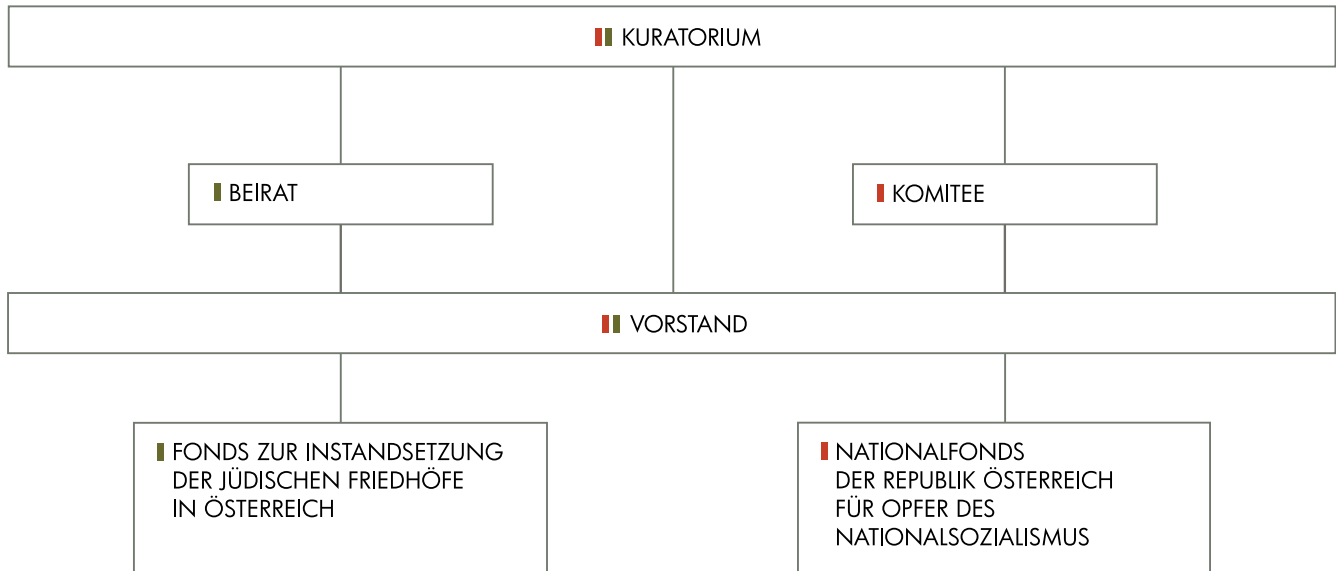 KURATORIUM
BEIRAT
KOMITEE
VORSTAND
FONDS ZUR INSTANDSETZUNG
DER JÜDISCHEN FRIEDHÖFE
IN ÖSTERREICH
NATIONALFONDS
DER REPUBLIK ÖSTERREICH
FÜR OPFER DES
NATIONALSOZIALISMUS